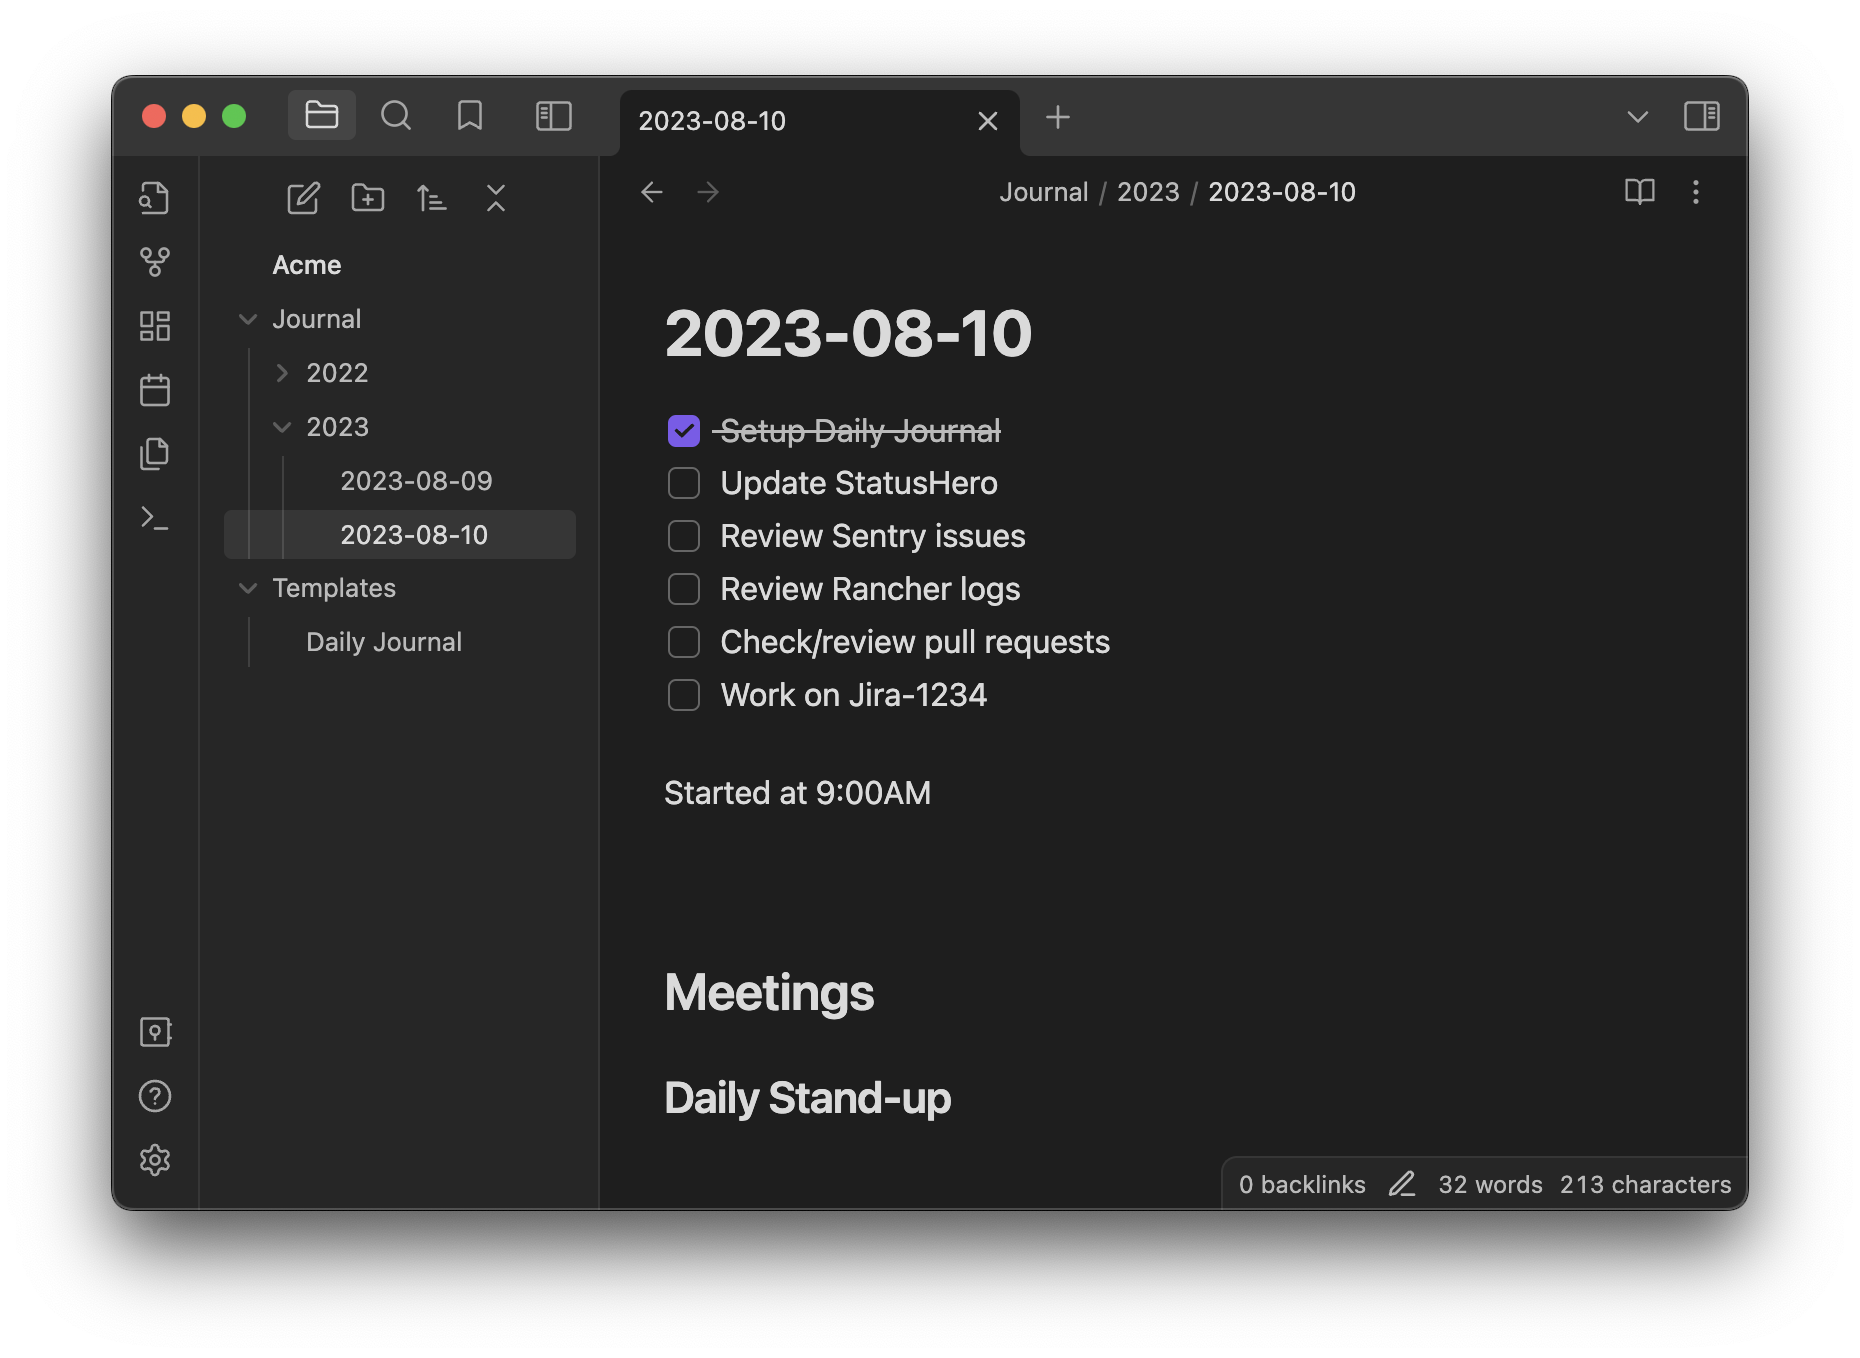 2023-08-10
Acme
Journal
2022
2023
2023-08-09
2023-08-10
Templates
Daily Journal
Journal / 2023 / 2023-08-10
2023-08-10
Setup Daily Journal
Update StatusHero
Review Sentry issues
Review Rancher logs
Check/review pull requests
Work on Jira-1234
Started at 9:00AM
Meetings
Daily Stand-up
0 backlinks 32 words 213 characters